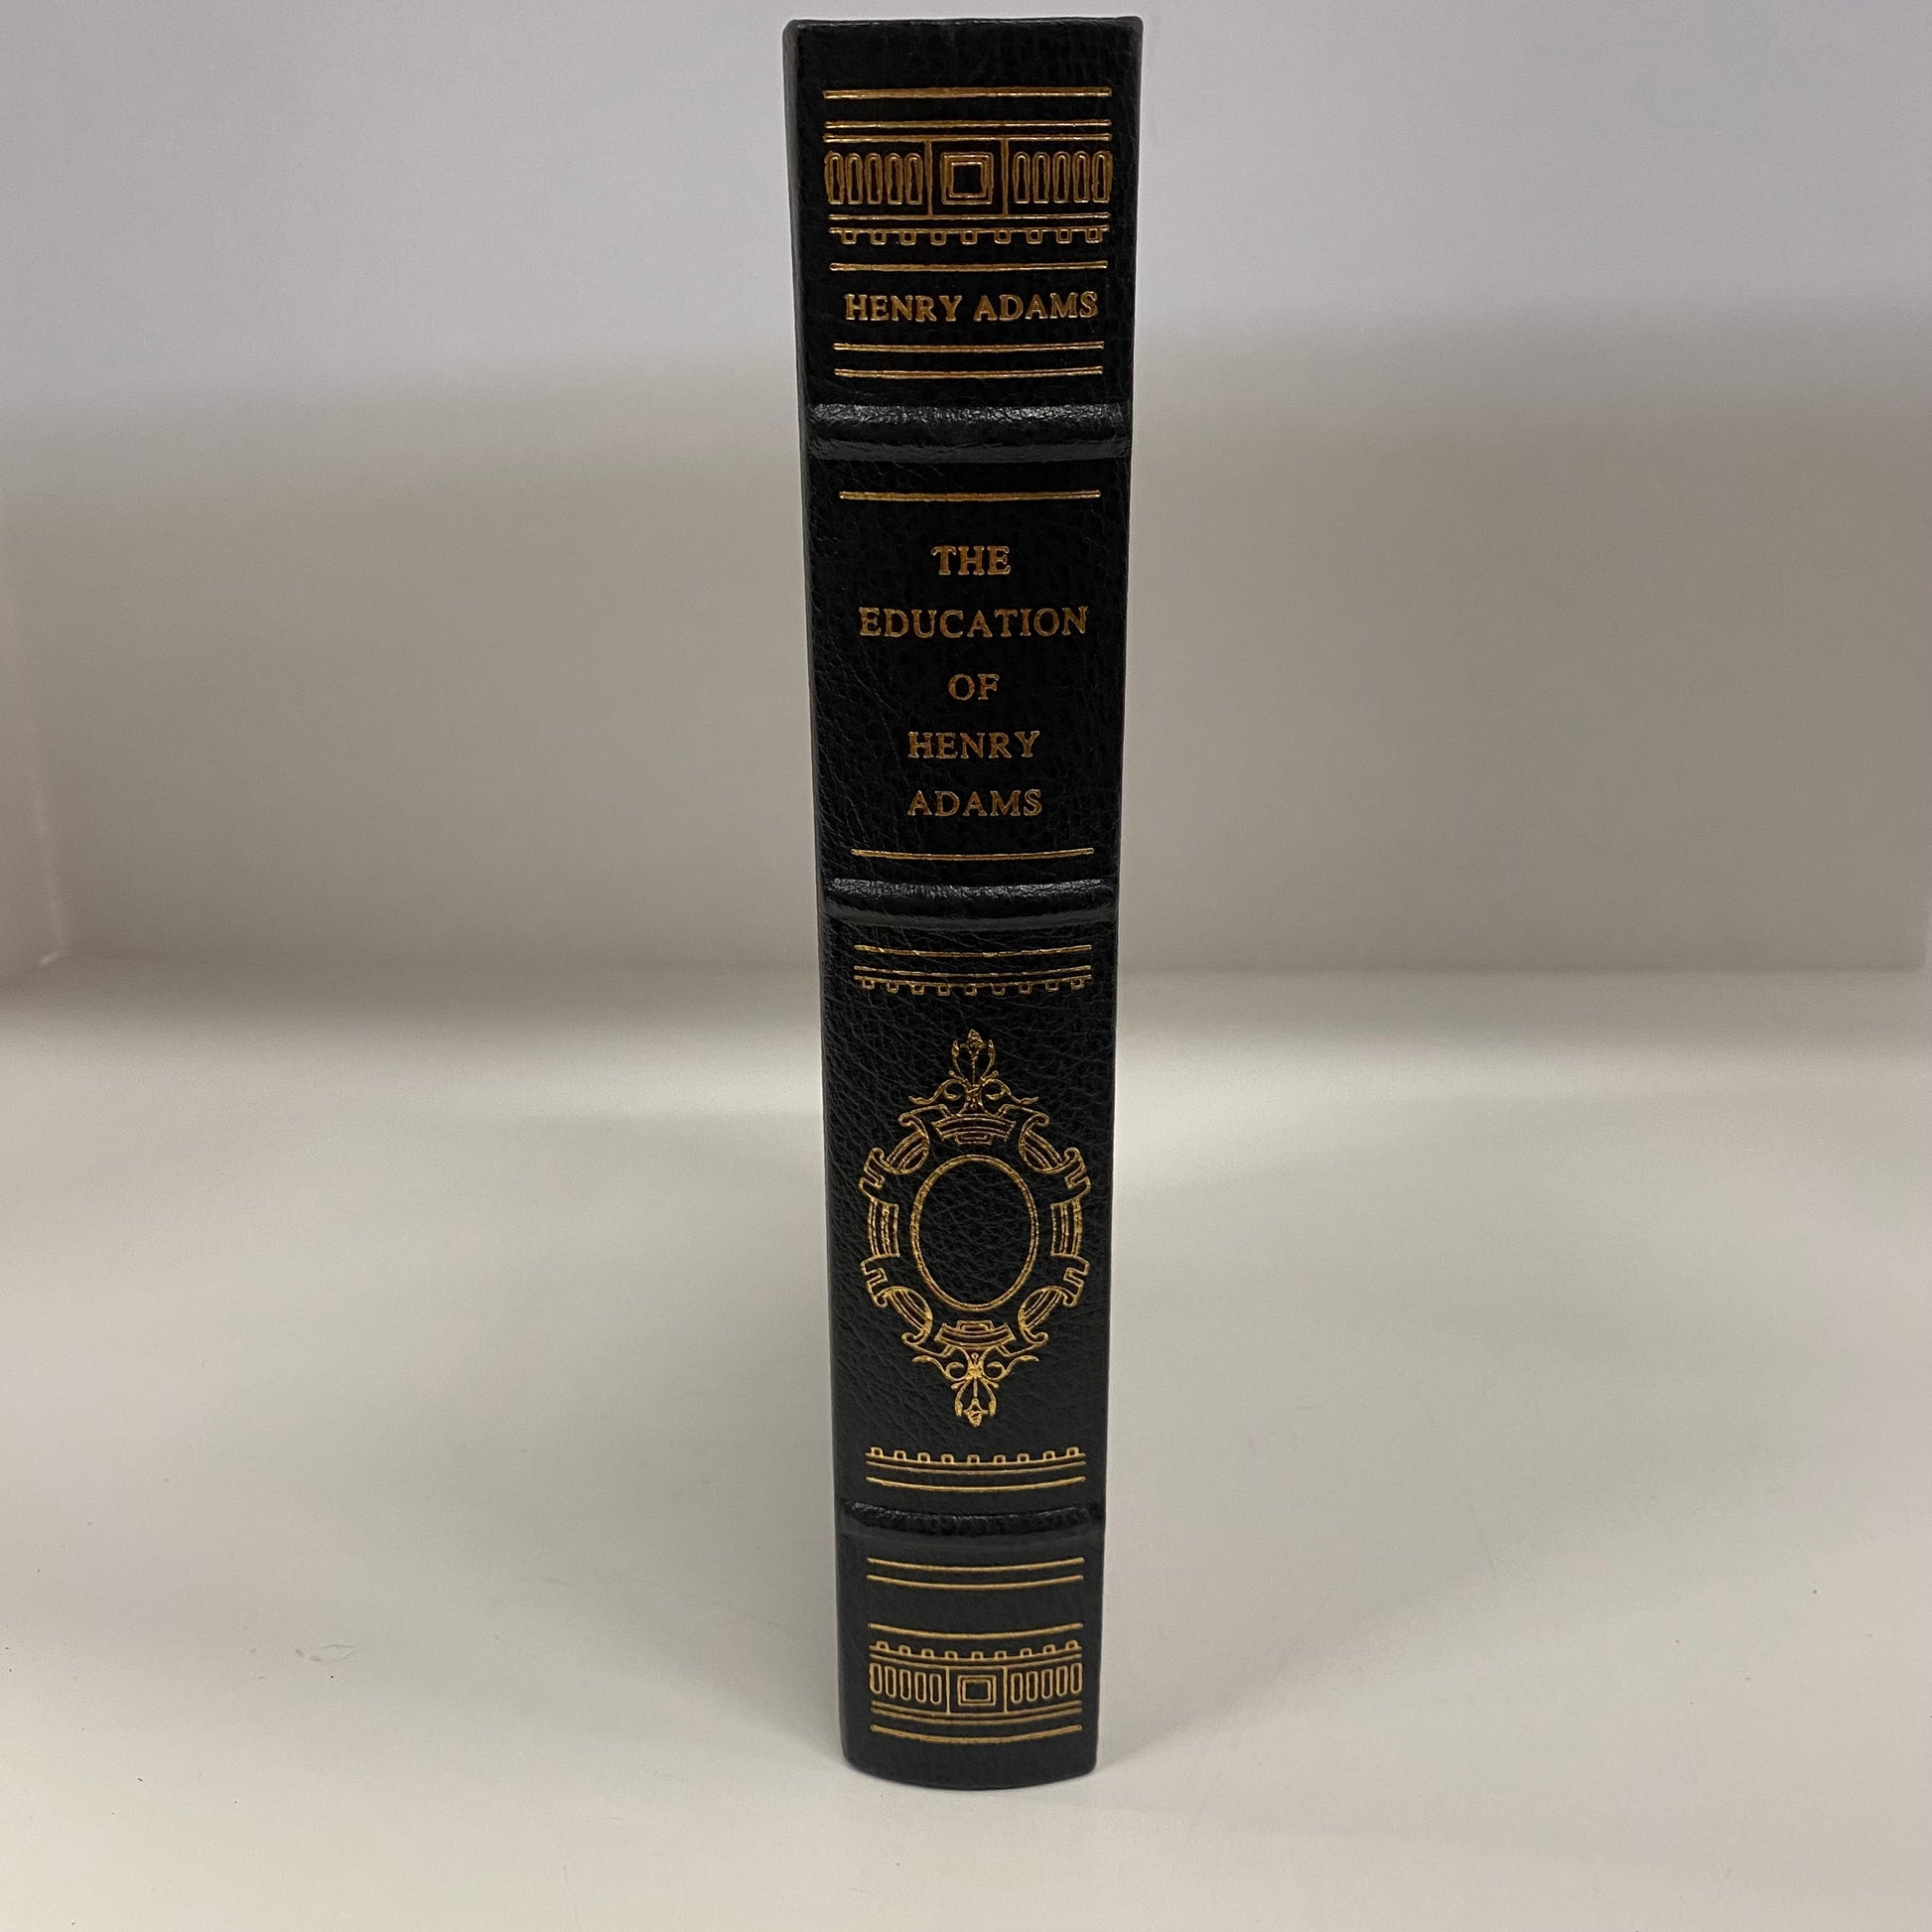 HENRY ADAMS
THE
EDUCATION
OF
HENRY
ADAMS